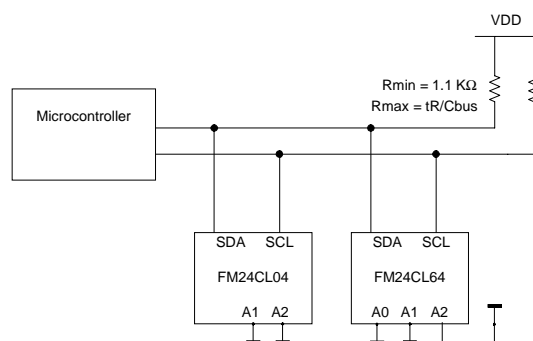 VDD
Rmin = 1.1 KΩ
Rmax = tR/Cbus
Microcontroller
SDA SCL
FM24CL04
A1 A2
SDA SCL
FM24CL64
A0 A1 A2